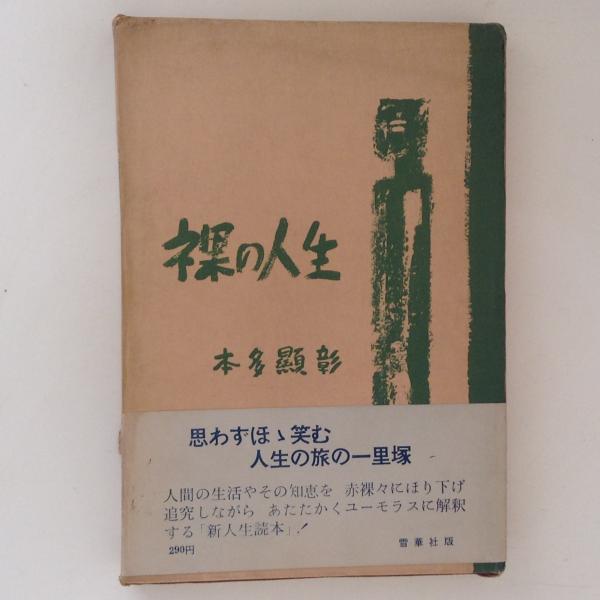 裸の人生
本多顯彰
思わずほゝ笑む
人生の旅の一里塚
人間の生活やその知恵を 赤裸々にほり下げ
追究しながら あたたかくユーモラスに解釈
する「新人生読本」!
290円
雪華社版